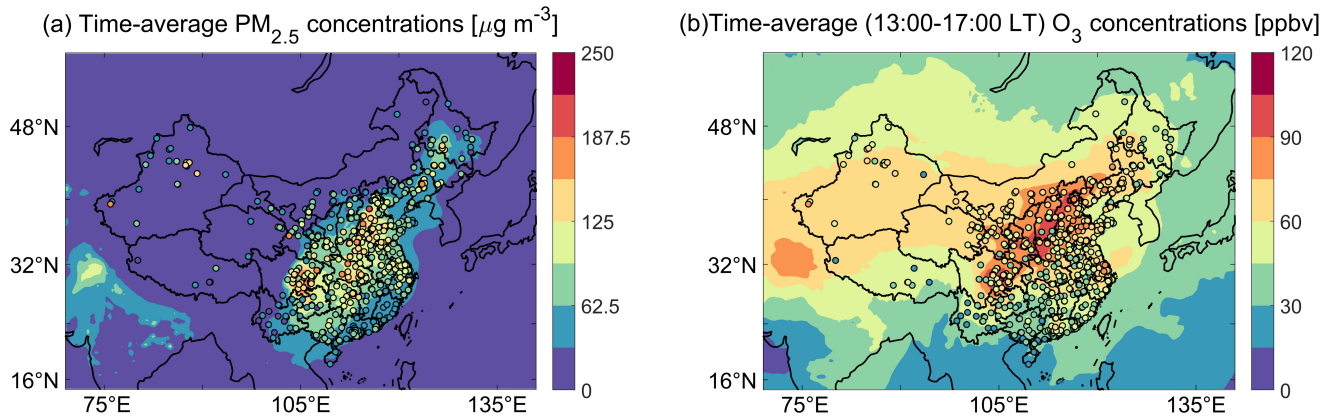 (a) Time-average PM2.5 concentrations [μg m-3]
250
187.5
125
62.5
0
48°N
32°N
16°N
75°E 105°E 135°E
(b)Time-average (13:00-17:00 LT) O3 concentrations [ppbv]
120
90
60
30
0
48°N
32°N
16°N
75°E 105°E 135°E